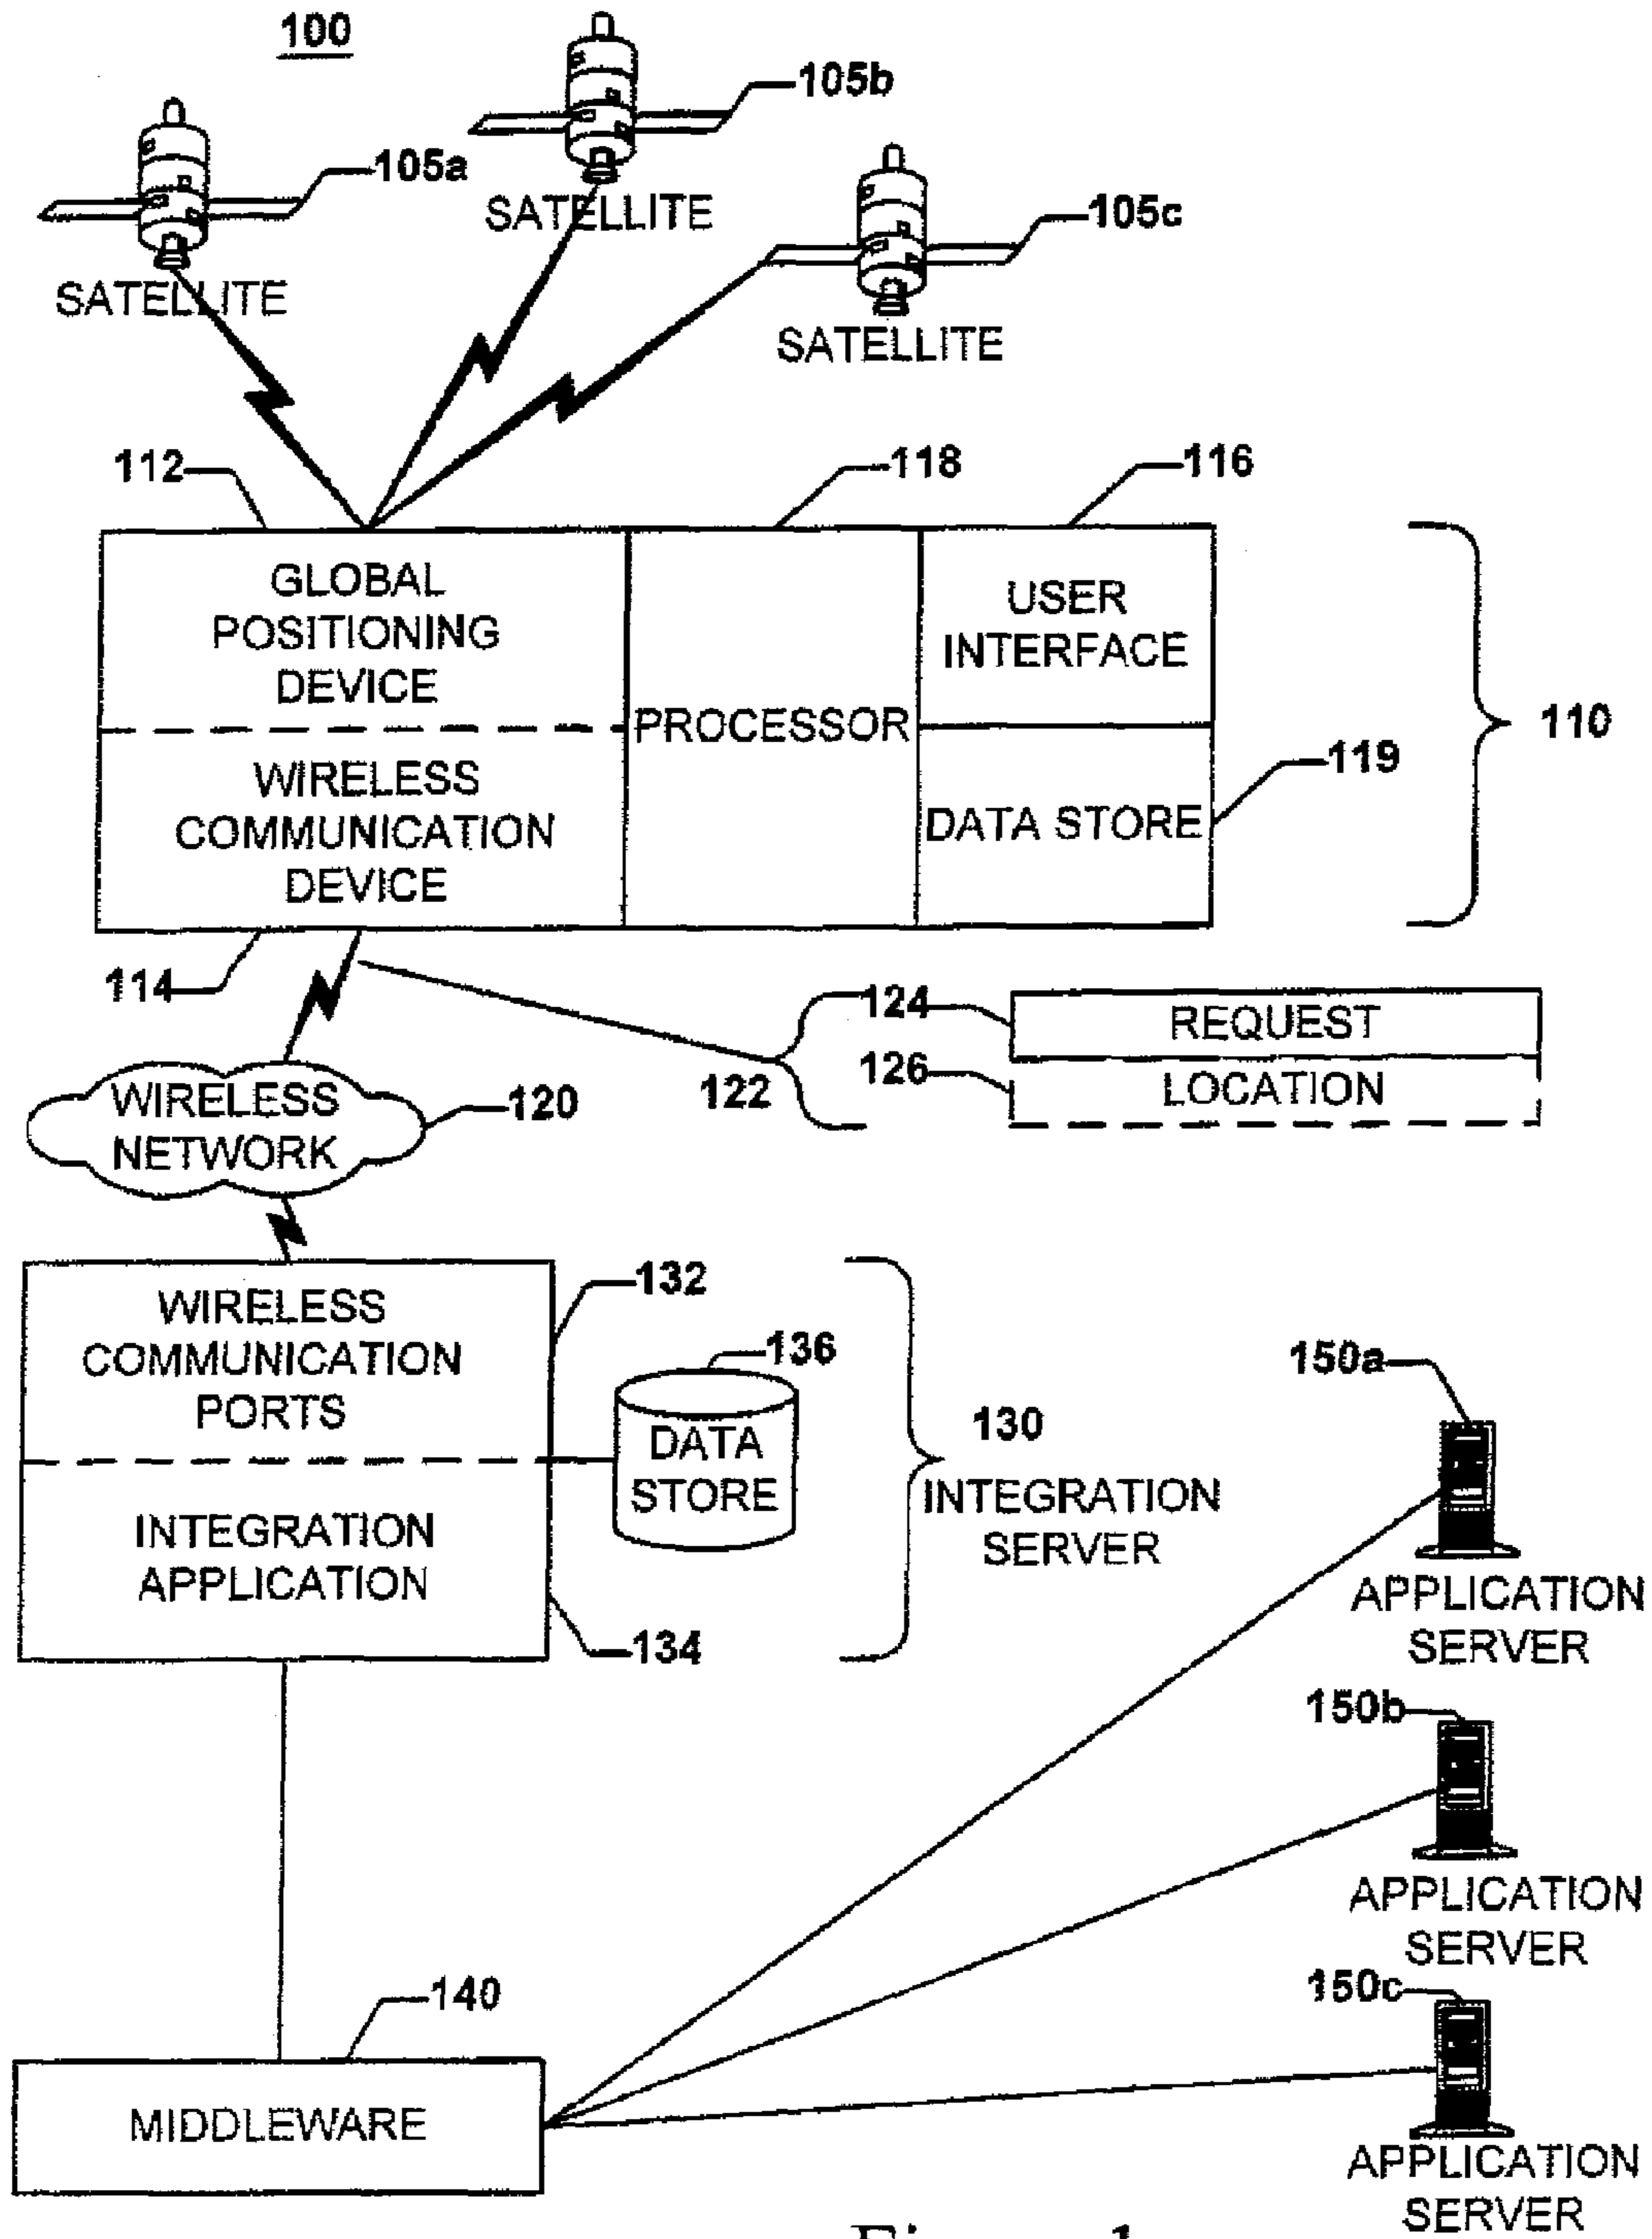 100
105b
105a
SATELLITE
105c
SATELLITE
SATELLITE
112
118
116
GLOBAL
POSITIONING
DEVICE
USER
INTERFACE
PROCESSOR
110
119
WIRELESS
COMMUNICATION
DEVICE
DATA STORE
114
124
REQUEST
126
LOCATION
122
WIRELESS
NETWORK
120
132
WIRELESS
COMMUNICATION
PORTS
136
DATA
STORE
130
INTEGRATION
SERVER
INTEGRATION
APPLICATION
134
150a
APPLICATION
SERVER
150b
APPLICATION
SERVER
150c
APPLICATION
SERVER
140
MIDDLEWARE
Figure 1